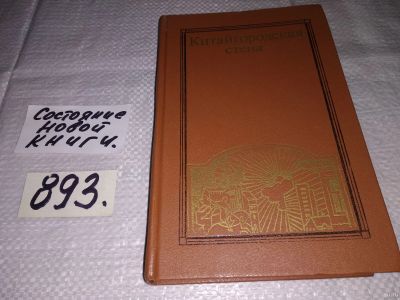 Китайгородская
стена
Состояние
новой
книги.
893.